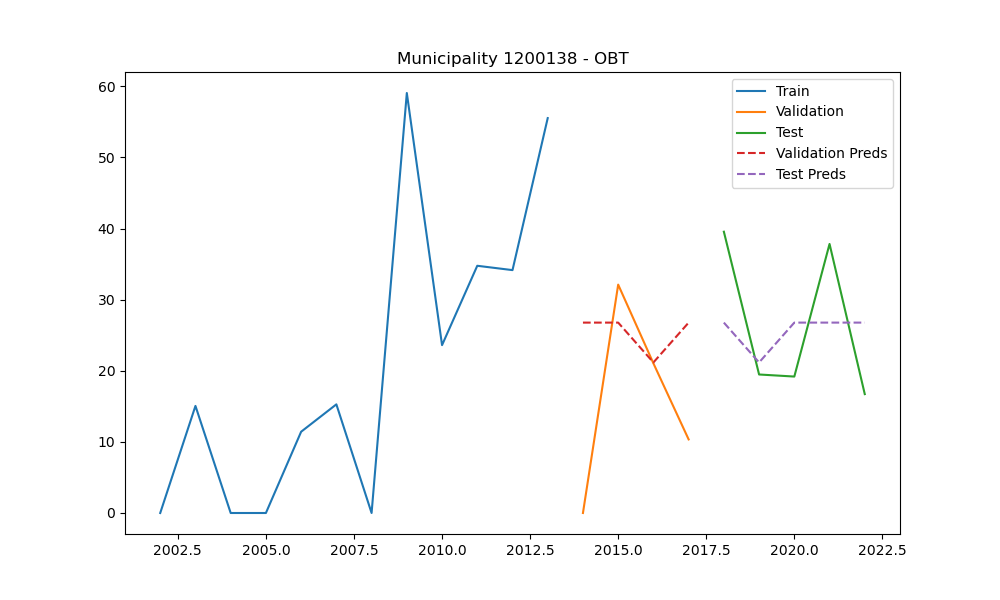 Municipality 1200138 - OBT
Train
Validation
Test
Validation Preds
Test Preds
60
50
40
30
20
10
0
2002.5 2005.0 2007.5 2010.0 2012.5 2015.0 2017.5 2020.0 2022.5